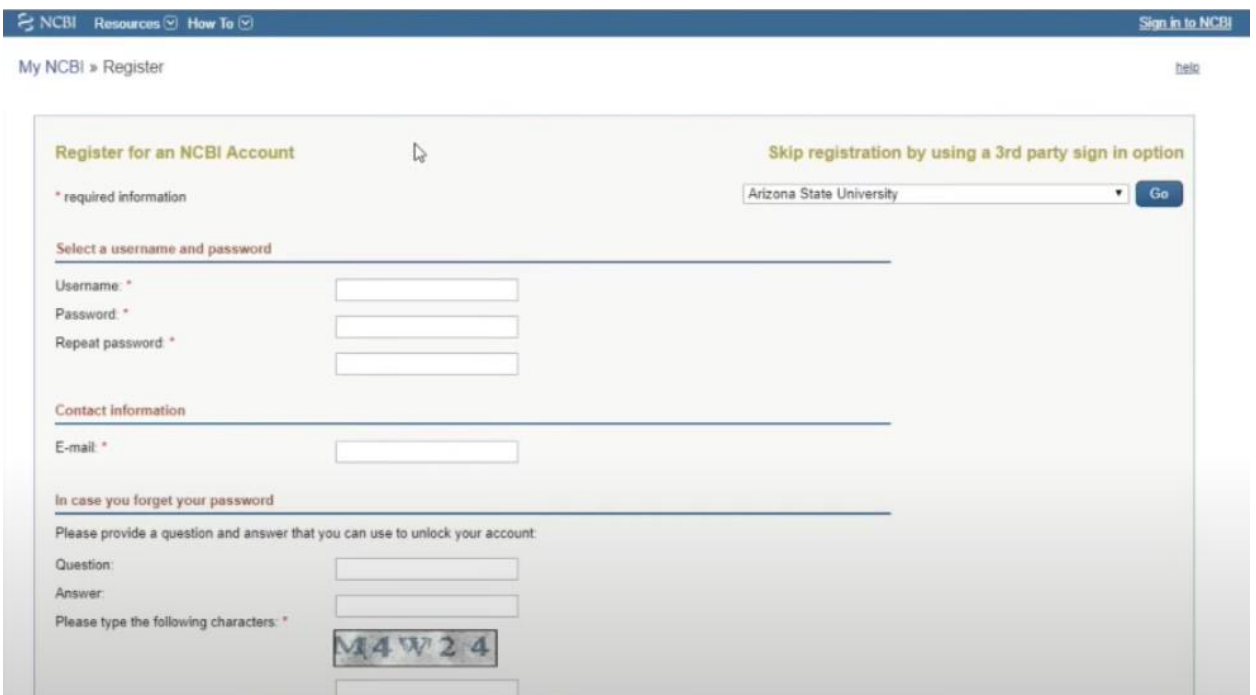 NCBI Resources How To Sign in to NCBI
My NCBI » Register help
Register for an NCBI Account Skip registration by using a 3rd party sign in option
* required information Arizona State University Go
Select a username and password
Username: *
Password: *
Repeat password: *
Contact information
E-mail: *
In case you forget your password
Please provide a question and answer that you can use to unlock your account:
Question:
Answer:
Please type the following characters: *
M4W24